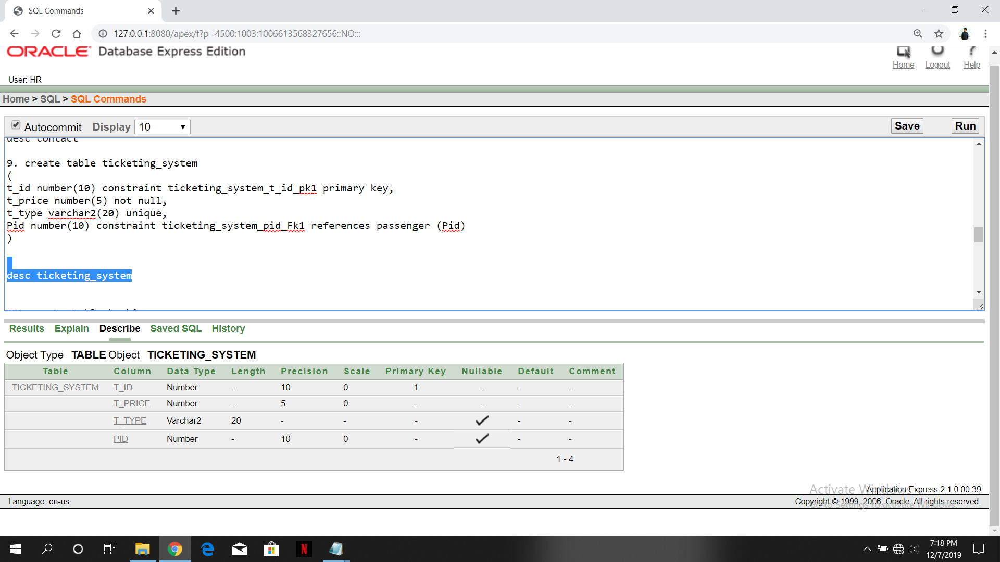 SQL Commands
127.0.0.1:8080/apex/f?p=4500:1003:1006613568327656::NO:::
ORACLE Database Express Edition
Home Logout Help
User: HR
Home > SQL > SQL Commands
Autocommit Display 10 Save Run
desc contact
9. create table ticketing_system
(
t_id number(10) constraint ticketing_system_t_id_pk1 primary key,
t_price number(5) not null,
t_type varchar2(20) unique,
Pid number(10) constraint ticketing_system_pid_Fk1 references passenger (Pid)
)
desc ticketing_system
Results Explain Describe Saved SQL History
Object Type TABLE Object TICKETING_SYSTEM
Table Column Data Type Length Precision Scale Primary Key Nullable Default Comment
TICKETING_SYSTEM T_ID Number - 10 0 1 - - -
T_PRICE Number - 5 0 - - - -
T_TYPE Varchar2 20 - - - ✓ - -
PID Number - 10 0 - ✓ - -
1 - 4
Activate Windows
Application Express 2.1.0.00.39
Language: en-us
Copyright © 1999, 2006, Oracle. All rights reserved.
Go to Settings to activate Windows.
7:18 PM
12/7/2019